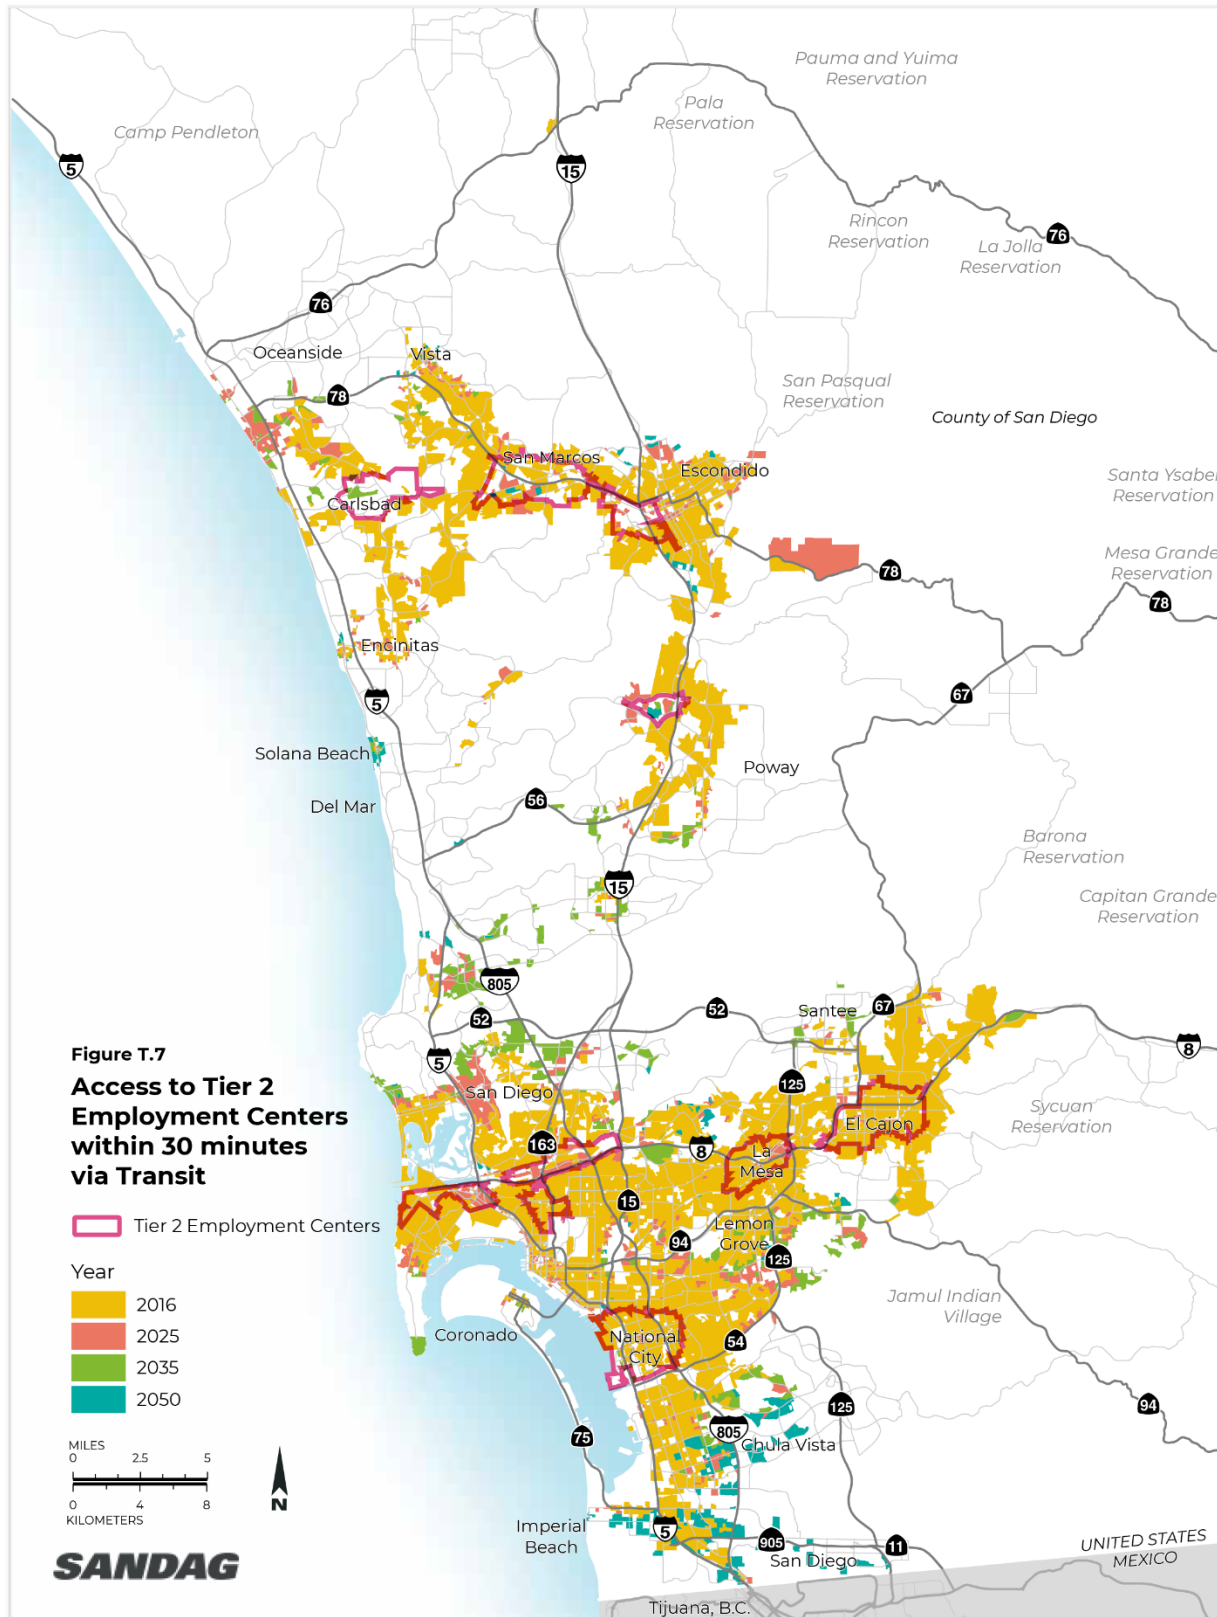 Pauma and Yuima
Reservation
Pala
Reservation
Camp Pendleton
5
15
Rincon
Reservation
La Jolla
Reservation
76
76
Oceanside
Vista
78
San Pasqual
Reservation
County of San Diego
San Marcos
Escondido
Santa Ysabel
Reservation
Carlsbad
Mesa Grande
Reservation
78
78
Encinitas
5
67
Solana Beach
Poway
Del Mar
56
Barona
Reservation
15
Capitan Grande
Reservation
805
52
52
Santee
67
5
8
125
San Diego
Sycuan
Reservation
163
8
El Cajon
La
Mesa
15
94
Lemon
Grove
125
Jamul Indian
Village
Coronado
National
City
54
125
94
75
805
Chula Vista
Imperial
Beach
5
905
San Diego
11
UNITED STATES
MEXICO
Tijuana, B.C.
Figure T.7
Access to Tier 2
Employment Centers
within 30 minutes
via Transit
Tier 2 Employment Centers
Year
2016
2025
2035
2050
MILES
0 2.5 5
0 4 8
KILOMETERS
N
SANDAG